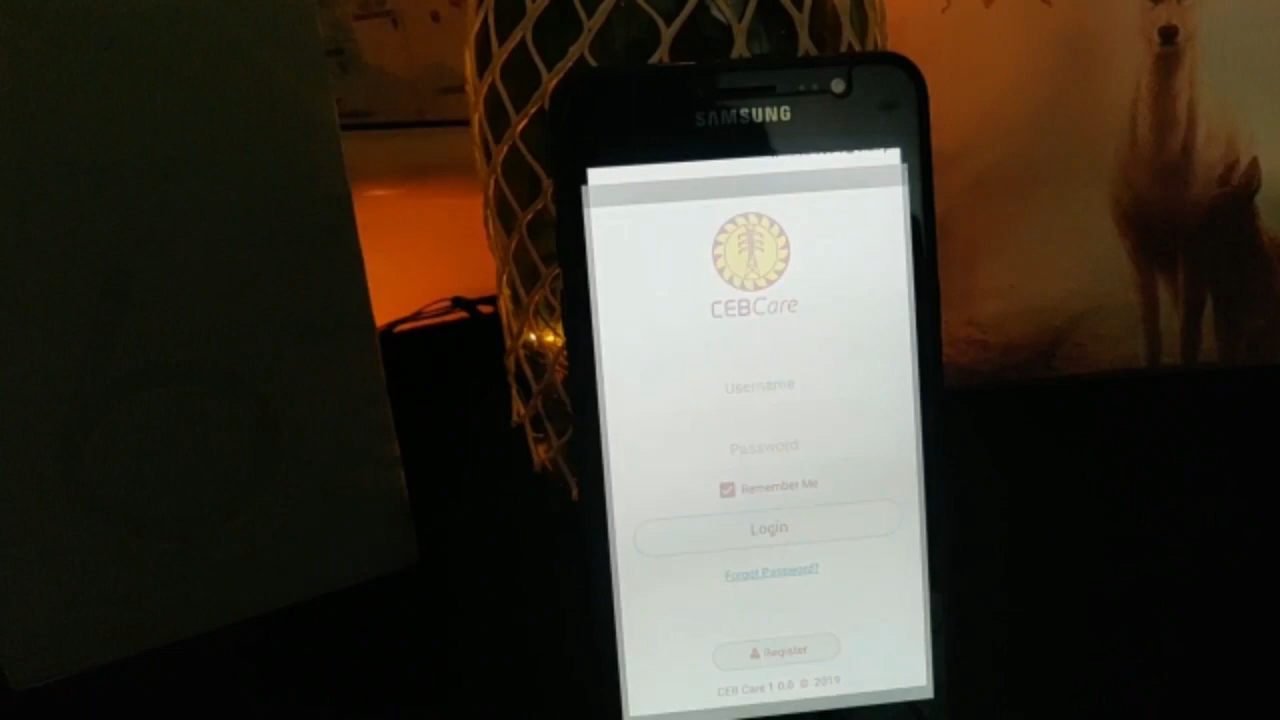 SAMSUNG
CEBCare
Username
Password
Remember Me
Login
Forgot Password?
Register
CEB Care 1.0.0 © 2019